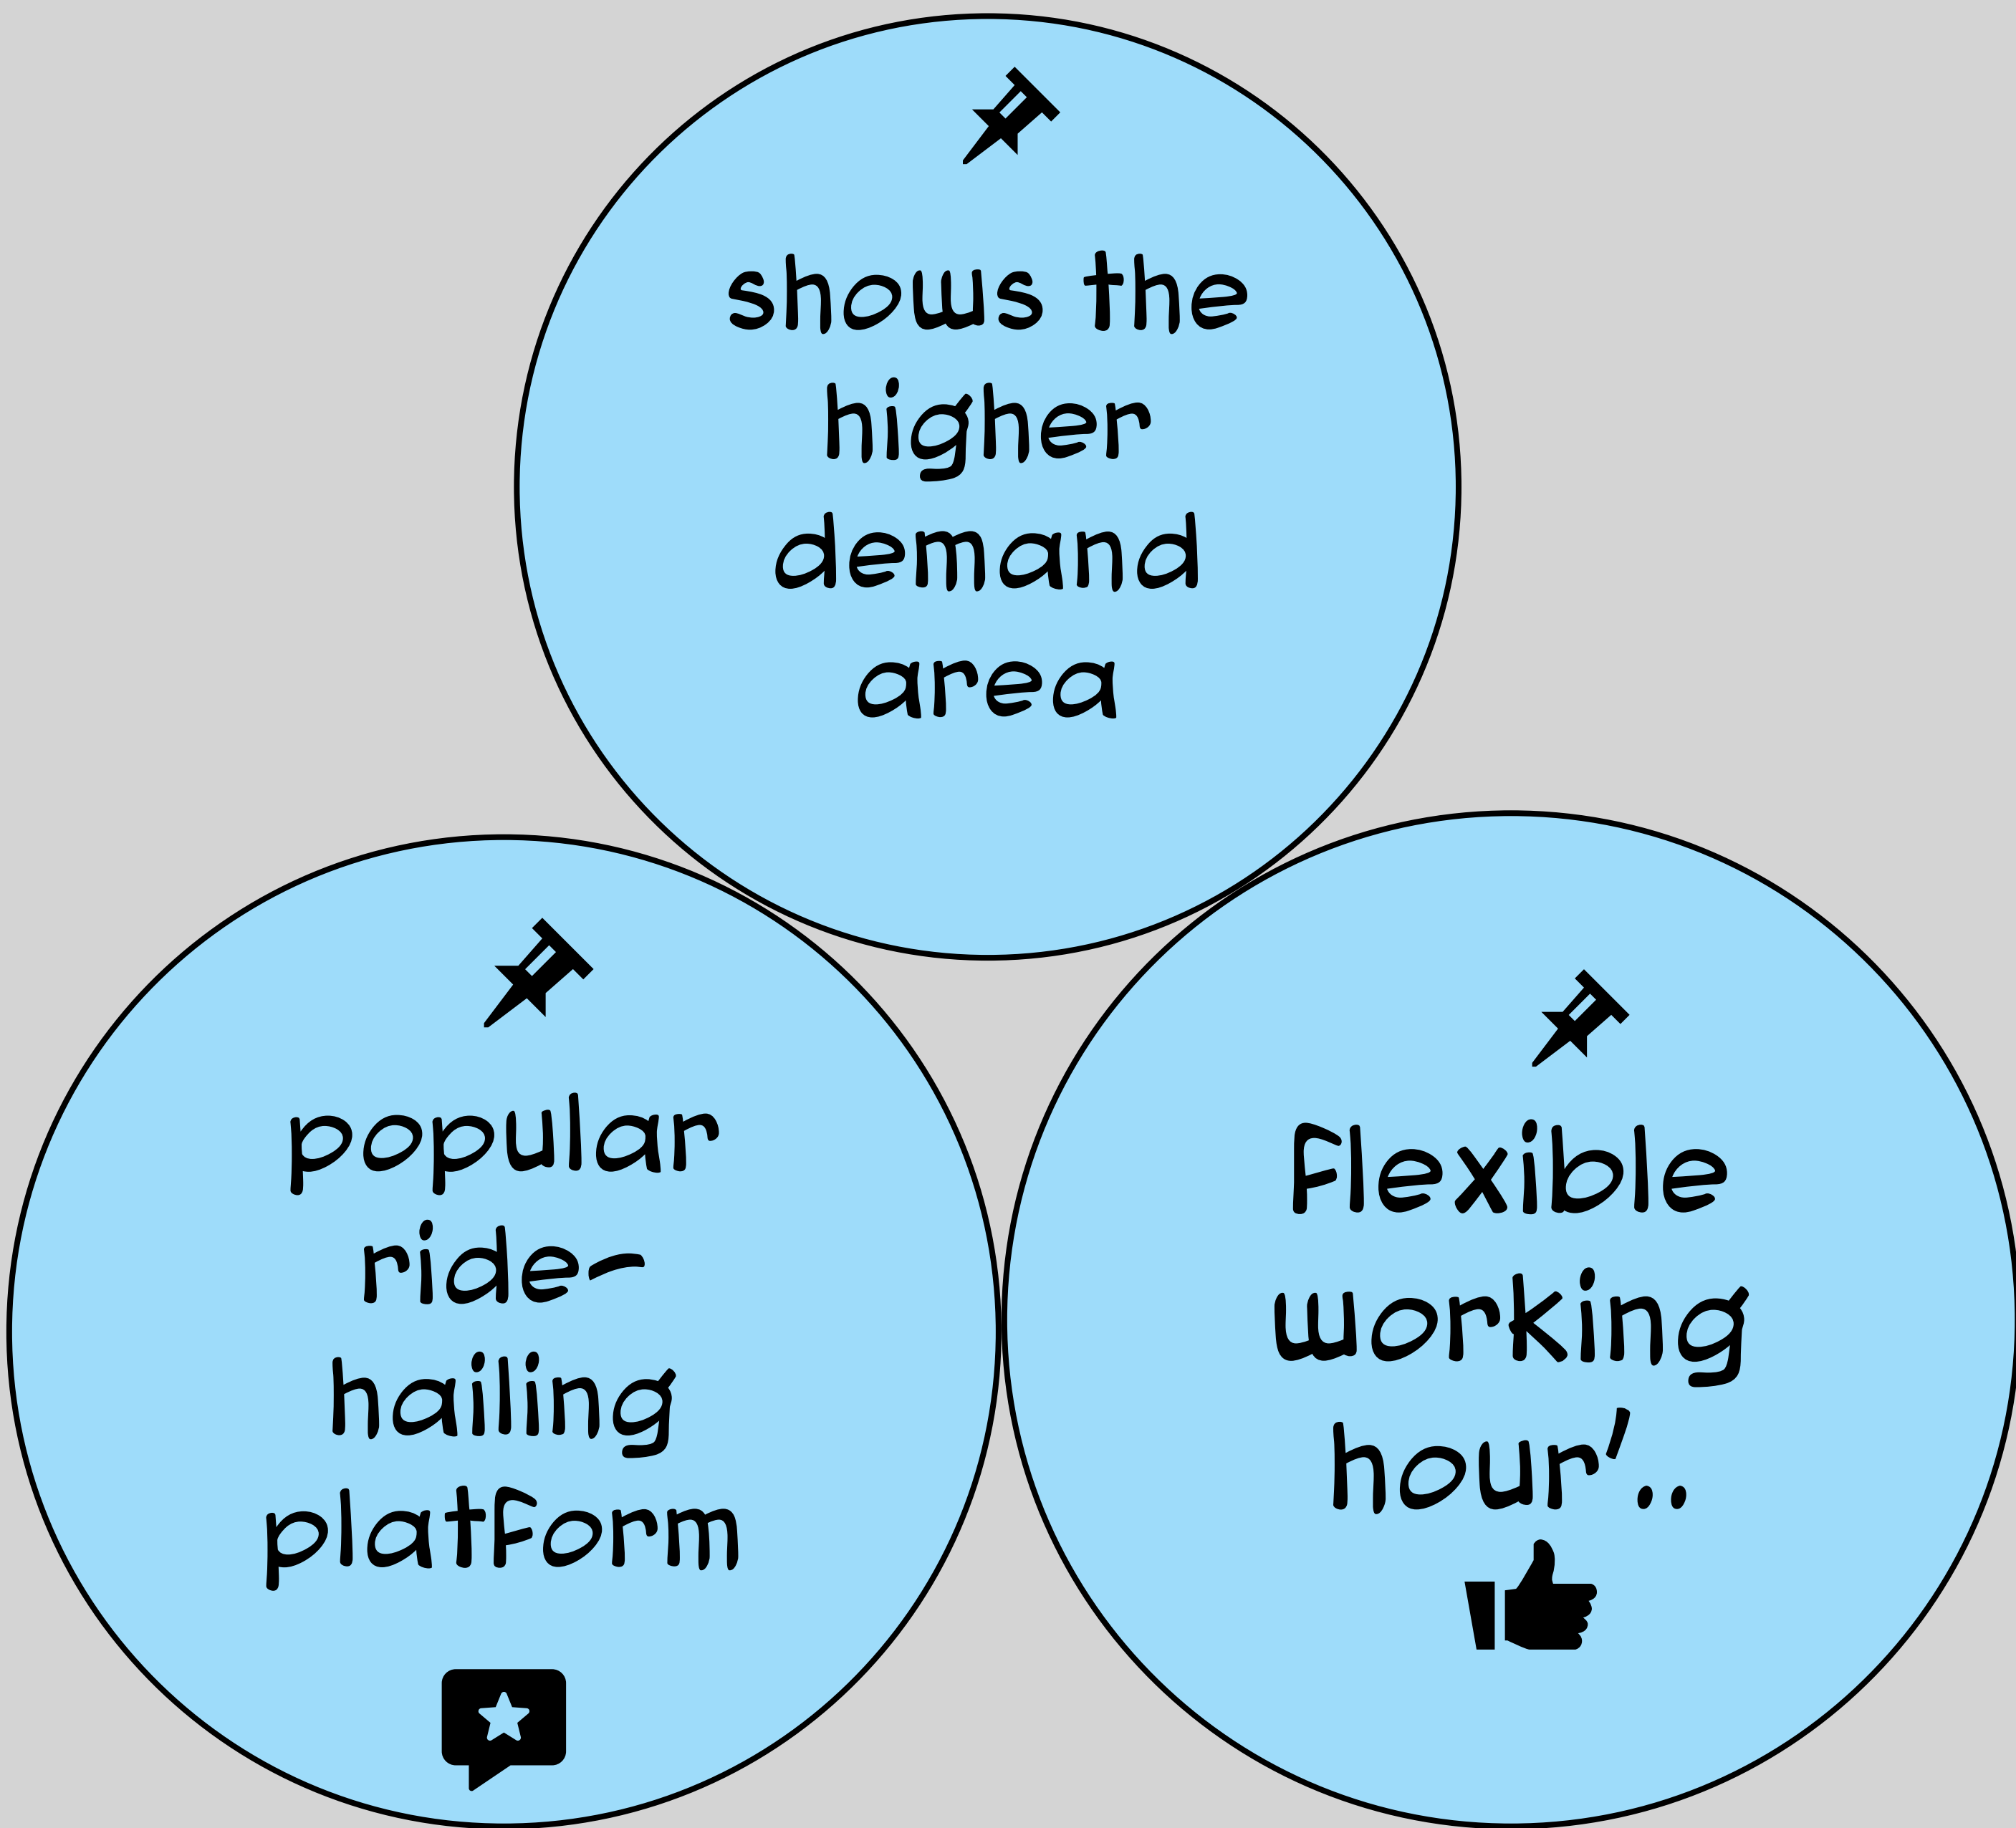 shows the
higher
demand
area
popular
ride-
hailing
platform
Flexible
working
hour'..